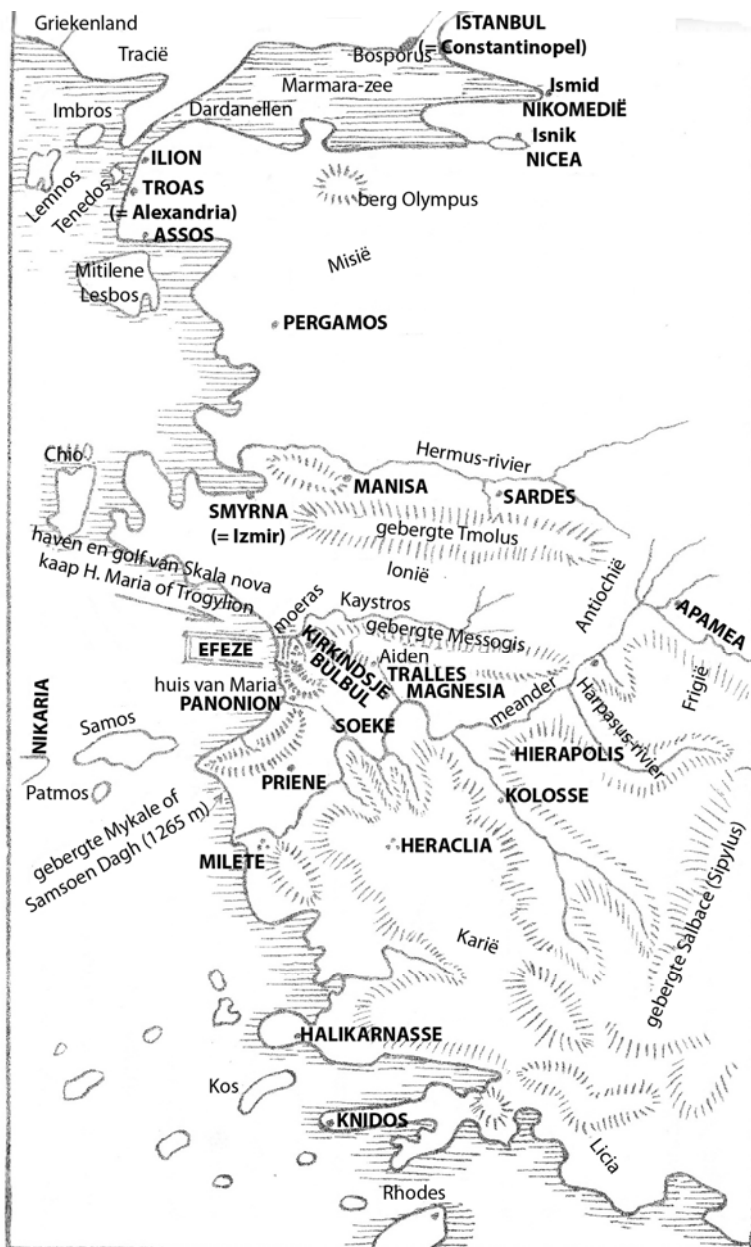 Griekenland
ISTANBUL
(= Constantinopel)
Bosporus
Tracië
Marmara-zee
Ismid
NIKOMEDIË
Imbros
Dardanellen
Isnik
NICEA
ILION
Lemnos
Tenedos
TROAS
(= Alexandria)
berg Olympus
ASSOS
Mitilene
Lesbos
Misië
PERGAMOS
Chio
Hermus-rivier
MANISA
SARDES
SMYRNA
(= Izmir)
gebergte Tmolus
haven en golf van Skala nova
kaap H. Maria of Trogylion
Ionië
Antiochië
moeras
Kaystros
APAMEA
gebergte Messogis
EFEZE
KIRKINDSJE
BULBUL
Aiden
TRALLES
MAGNESIA
Frigië
huis van Maria
PANONION
meander
Harpasus-rivier
NIKARIA
Samos
SOEKE
HIERAPOLIS
Patmos
PRIENE
KOLOSSE
gebergte Mykale of
Samsoen Dagh (1265 m)
MILETE
HERACLIA
gebergte Salbace (Sipylus)
Karië
HALIKARNASSE
Kos
KNIDOS
Licia
Rhodes